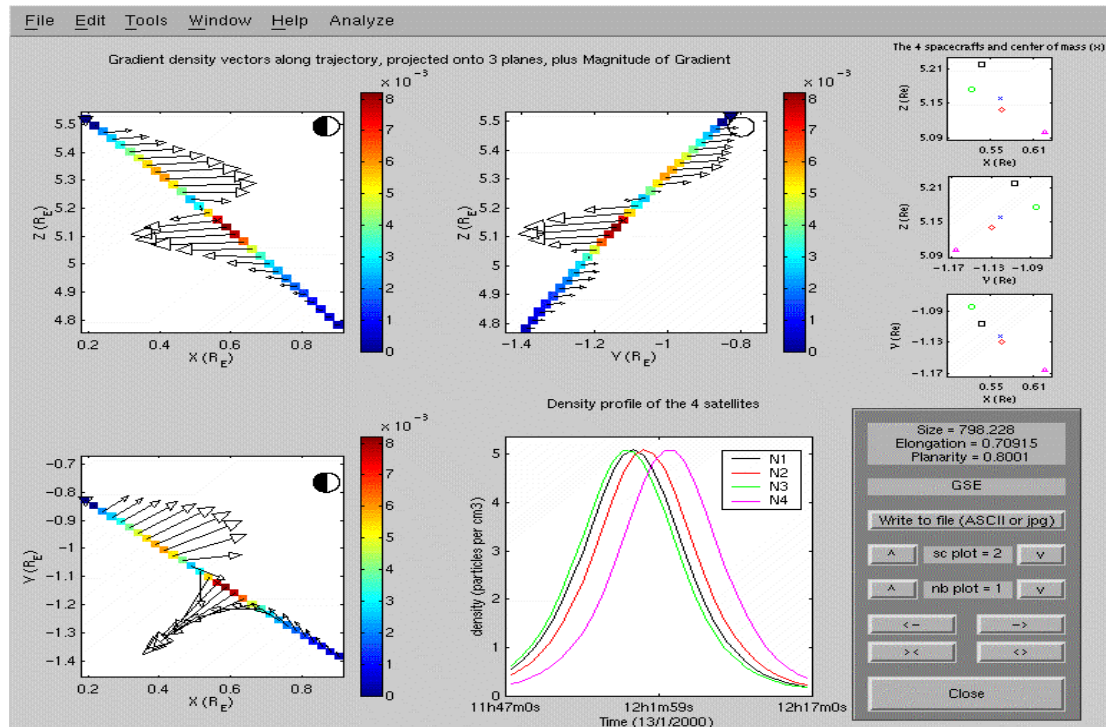 File Edit Tools Window Help Analyze
Gradient density vectors along trajectory, projected onto 3 planes, plus Magnitude of Gradient
The 4 spacecrafts and center of mass (x)
× 10 -3
5.5
5.4
5.3
5.2
5.1
5
4.9
4.8
Z (R_E)
0.2 0.4 0.6 0.8
X (R_E)
8
7
6
5
4
3
2
1
0
× 10 -3
5.5
5.4
5.3
5.2
5.1
5
4.9
4.8
Z (R_E)
-1.4 -1.2 -1 -0.8
Y (R_E)
8
7
6
5
4
3
2
1
0
5.21
5.15
5.09
Z (Re)
0.55 0.61
X (Re)
5.21
5.15
5.09
Z (Re)
-1.17 -1.13 -1.09
Y (Re)
-1.09
-1.13
-1.17
Y (Re)
0.55 0.61
X (Re)
× 10 -3
-0.7
-0.8
-0.9
-1
-1.1
-1.2
-1.3
-1.4
Y (R_E)
0.2 0.4 0.6 0.8
X (R_E)
8
7
6
5
4
3
2
1
0
Density profile of the 4 satellites
5
4
3
2
1
0
density (particles per cm3)
N1
N2
N3
N4
11h47m0s 12h1m59s 12h17m0s
Time (13/1/2000)
Size = 798.228
Elongation = 0.70915
Planarity = 0.8001
GSE
Write to file (ASCII or jpg)
^ sc plot = 2 v
^ nb plot = 1 v
<- ->
>< <>
Close